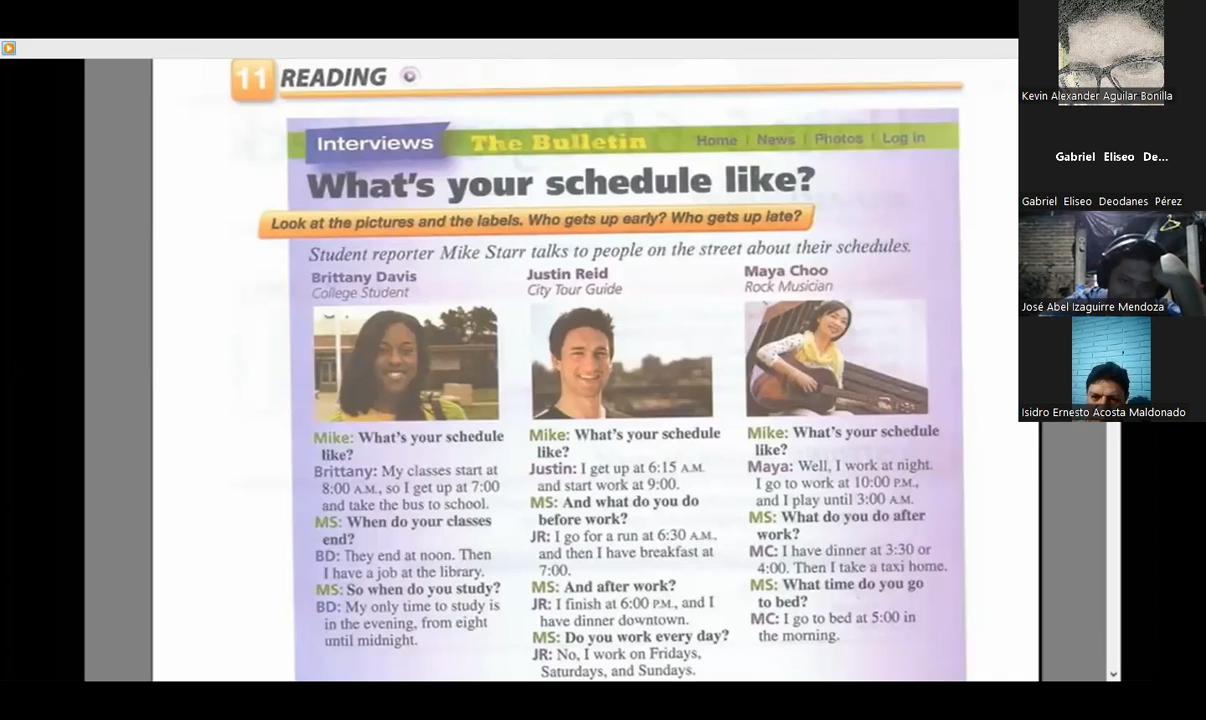 11 READING
Interviews
The Bulletin
Home | News | Photos | Log in
What's your schedule like?
Look at the pictures and the labels. Who gets up early? Who gets up late?
Student reporter Mike Starr talks to people on the street about their schedules.
Brittany Davis
College Student
Mike: What's your schedule
like?
Brittany: My classes start at
8:00 A.M., so I get up at 7:00
and take the bus to school.
MS: When do your classes
end?
BD: They end at noon. Then
I have a job at the library.
MS: So when do you study?
BD: My only time to study is
in the evening, from eight
until midnight.
Justin Reid
City Tour Guide
Mike: What's your schedule
like?
Justin: I get up at 6:15 A.M.
and start work at 9:00.
MS: And what do you do
before work?
JR: I go for a run at 6:30 A.M.,
and then I have breakfast at
7:00.
MS: And after work?
JR: I finish at 6:00 P.M., and I
have dinner downtown.
MS: Do you work every day?
JR: No, I work on Fridays,
Saturdays, and Sundays.
Maya Choo
Rock Musician
Mike: What's your schedule
like?
Maya: Well, I work at night.
I go to work at 10:00 P.M.,
and I play until 3:00 A.M.
MS: What do you do after
work?
MC: I have dinner at 3:30 or
4:00. Then I take a taxi home.
MS: What time do you go
to bed?
MC: I go to bed at 5:00 in
the morning.
Kevin Alexander Aguilar Bonilla
Gabriel Eliseo De...
Gabriel Eliseo Deodanes Pérez
José Abel Izaguirre Mendoza
Isidro Ernesto Acosta Maldonado